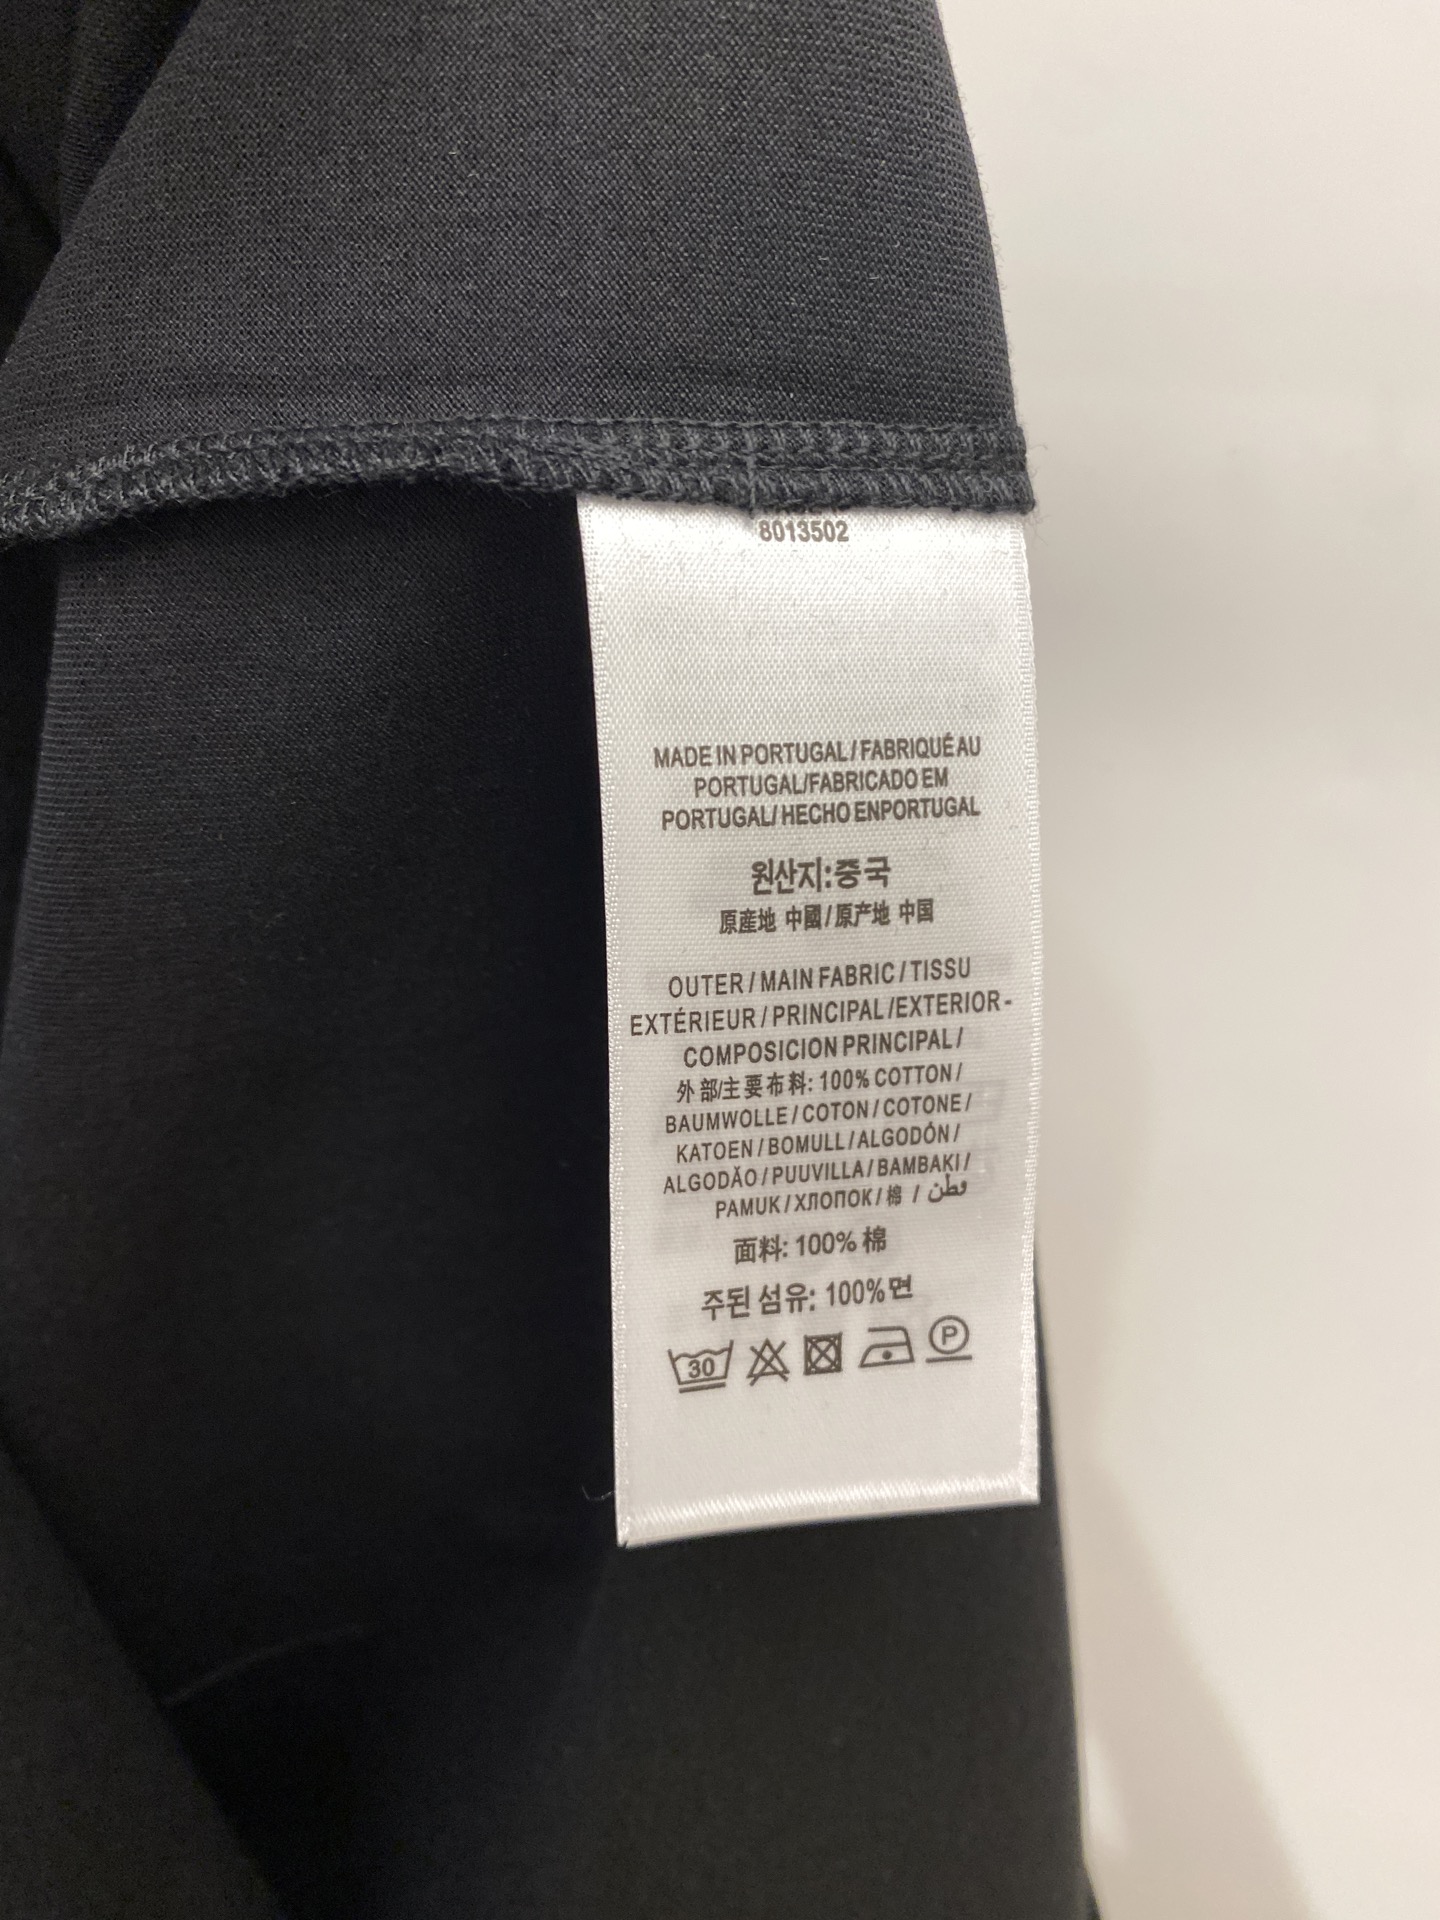 8013502
MADE IN PORTUGAL / FABRIQUÉ AU
PORTUGAL/FABRICADO EM
PORTUGAL/ HECHO ENPORTUGAL
원산지:중국
原産地 中國 / 原产地 中国
OUTER / MAIN FABRIC / TISSU
EXTÉRIEUR / PRINCIPAL /EXTERIOR-
COMPOSICION PRINCIPAL /
外部/主要布料: 100% COTTON /
BAUMWOLLE / COTON / COTONE /
KATOEN / BOMULL / ALGODÓN /
ALGODÃO / PUUVILLA / BAMBAKI /
PAMUK / ХЛОПОК / 棉 / قطن
面料: 100% 棉
주된 섬유: 100% 면
30 P